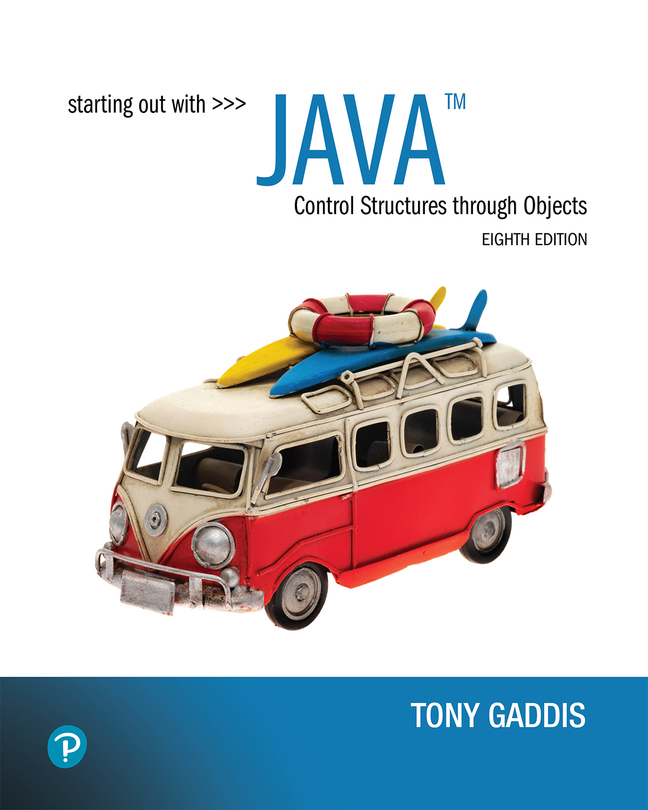 starting out with >>> JAVA™
Control Structures through Objects
EIGHTH EDITION
TONY GADDIS
P